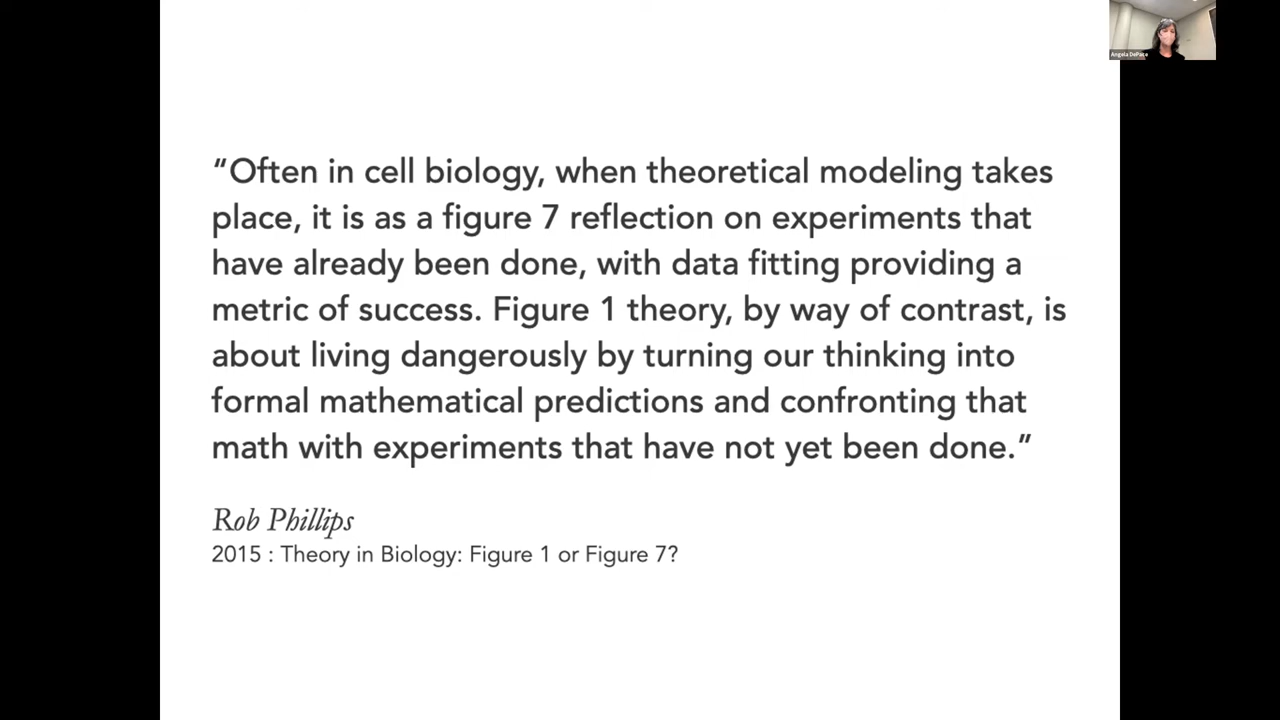 Angela DePace
“Often in cell biology, when theoretical modeling takes
place, it is as a figure 7 reflection on experiments that
have already been done, with data fitting providing a
metric of success. Figure 1 theory, by way of contrast, is
about living dangerously by turning our thinking into
formal mathematical predictions and confronting that
math with experiments that have not yet been done.”
Rob Phillips
2015 : Theory in Biology: Figure 1 or Figure 7?